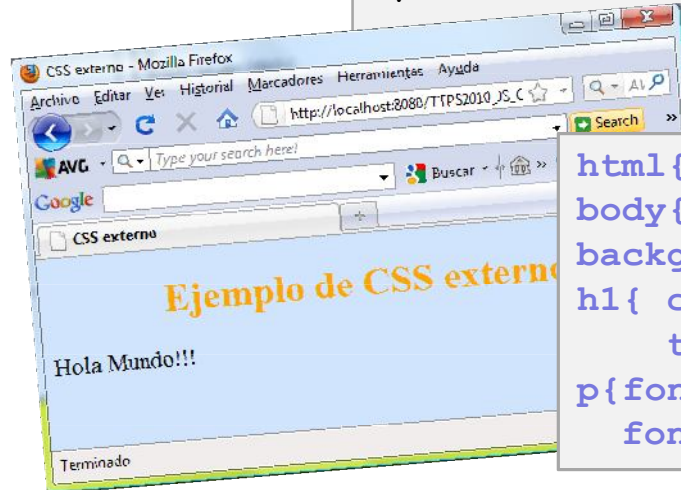 CSS externo - Mozilla Firefox
Archivo Editar Ver Historial Marcadores Herramientas Ayuda
http://localhost:8080/TTPS2010_JS_C
AVG Type your search here! Search »
Google Buscar »
CSS externo
Ejemplo de CSS externo
Hola Mundo!!!
Terminado
html{
body{
backg
h1{ c
t
p{fon
fon